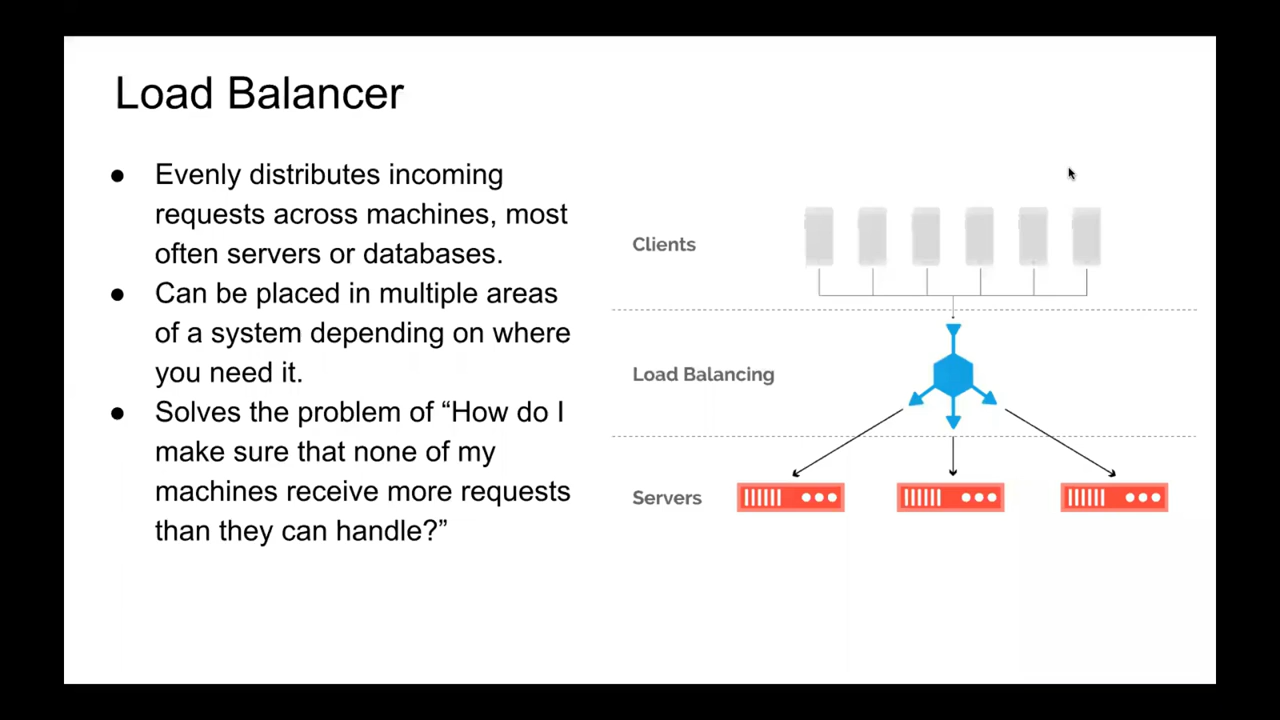 Load Balancer
● Evenly distributes incoming
requests across machines, most
often servers or databases.
● Can be placed in multiple areas
of a system depending on where
you need it.
● Solves the problem of “How do I
make sure that none of my
machines receive more requests
than they can handle?”
Clients
Load Balancing
Servers